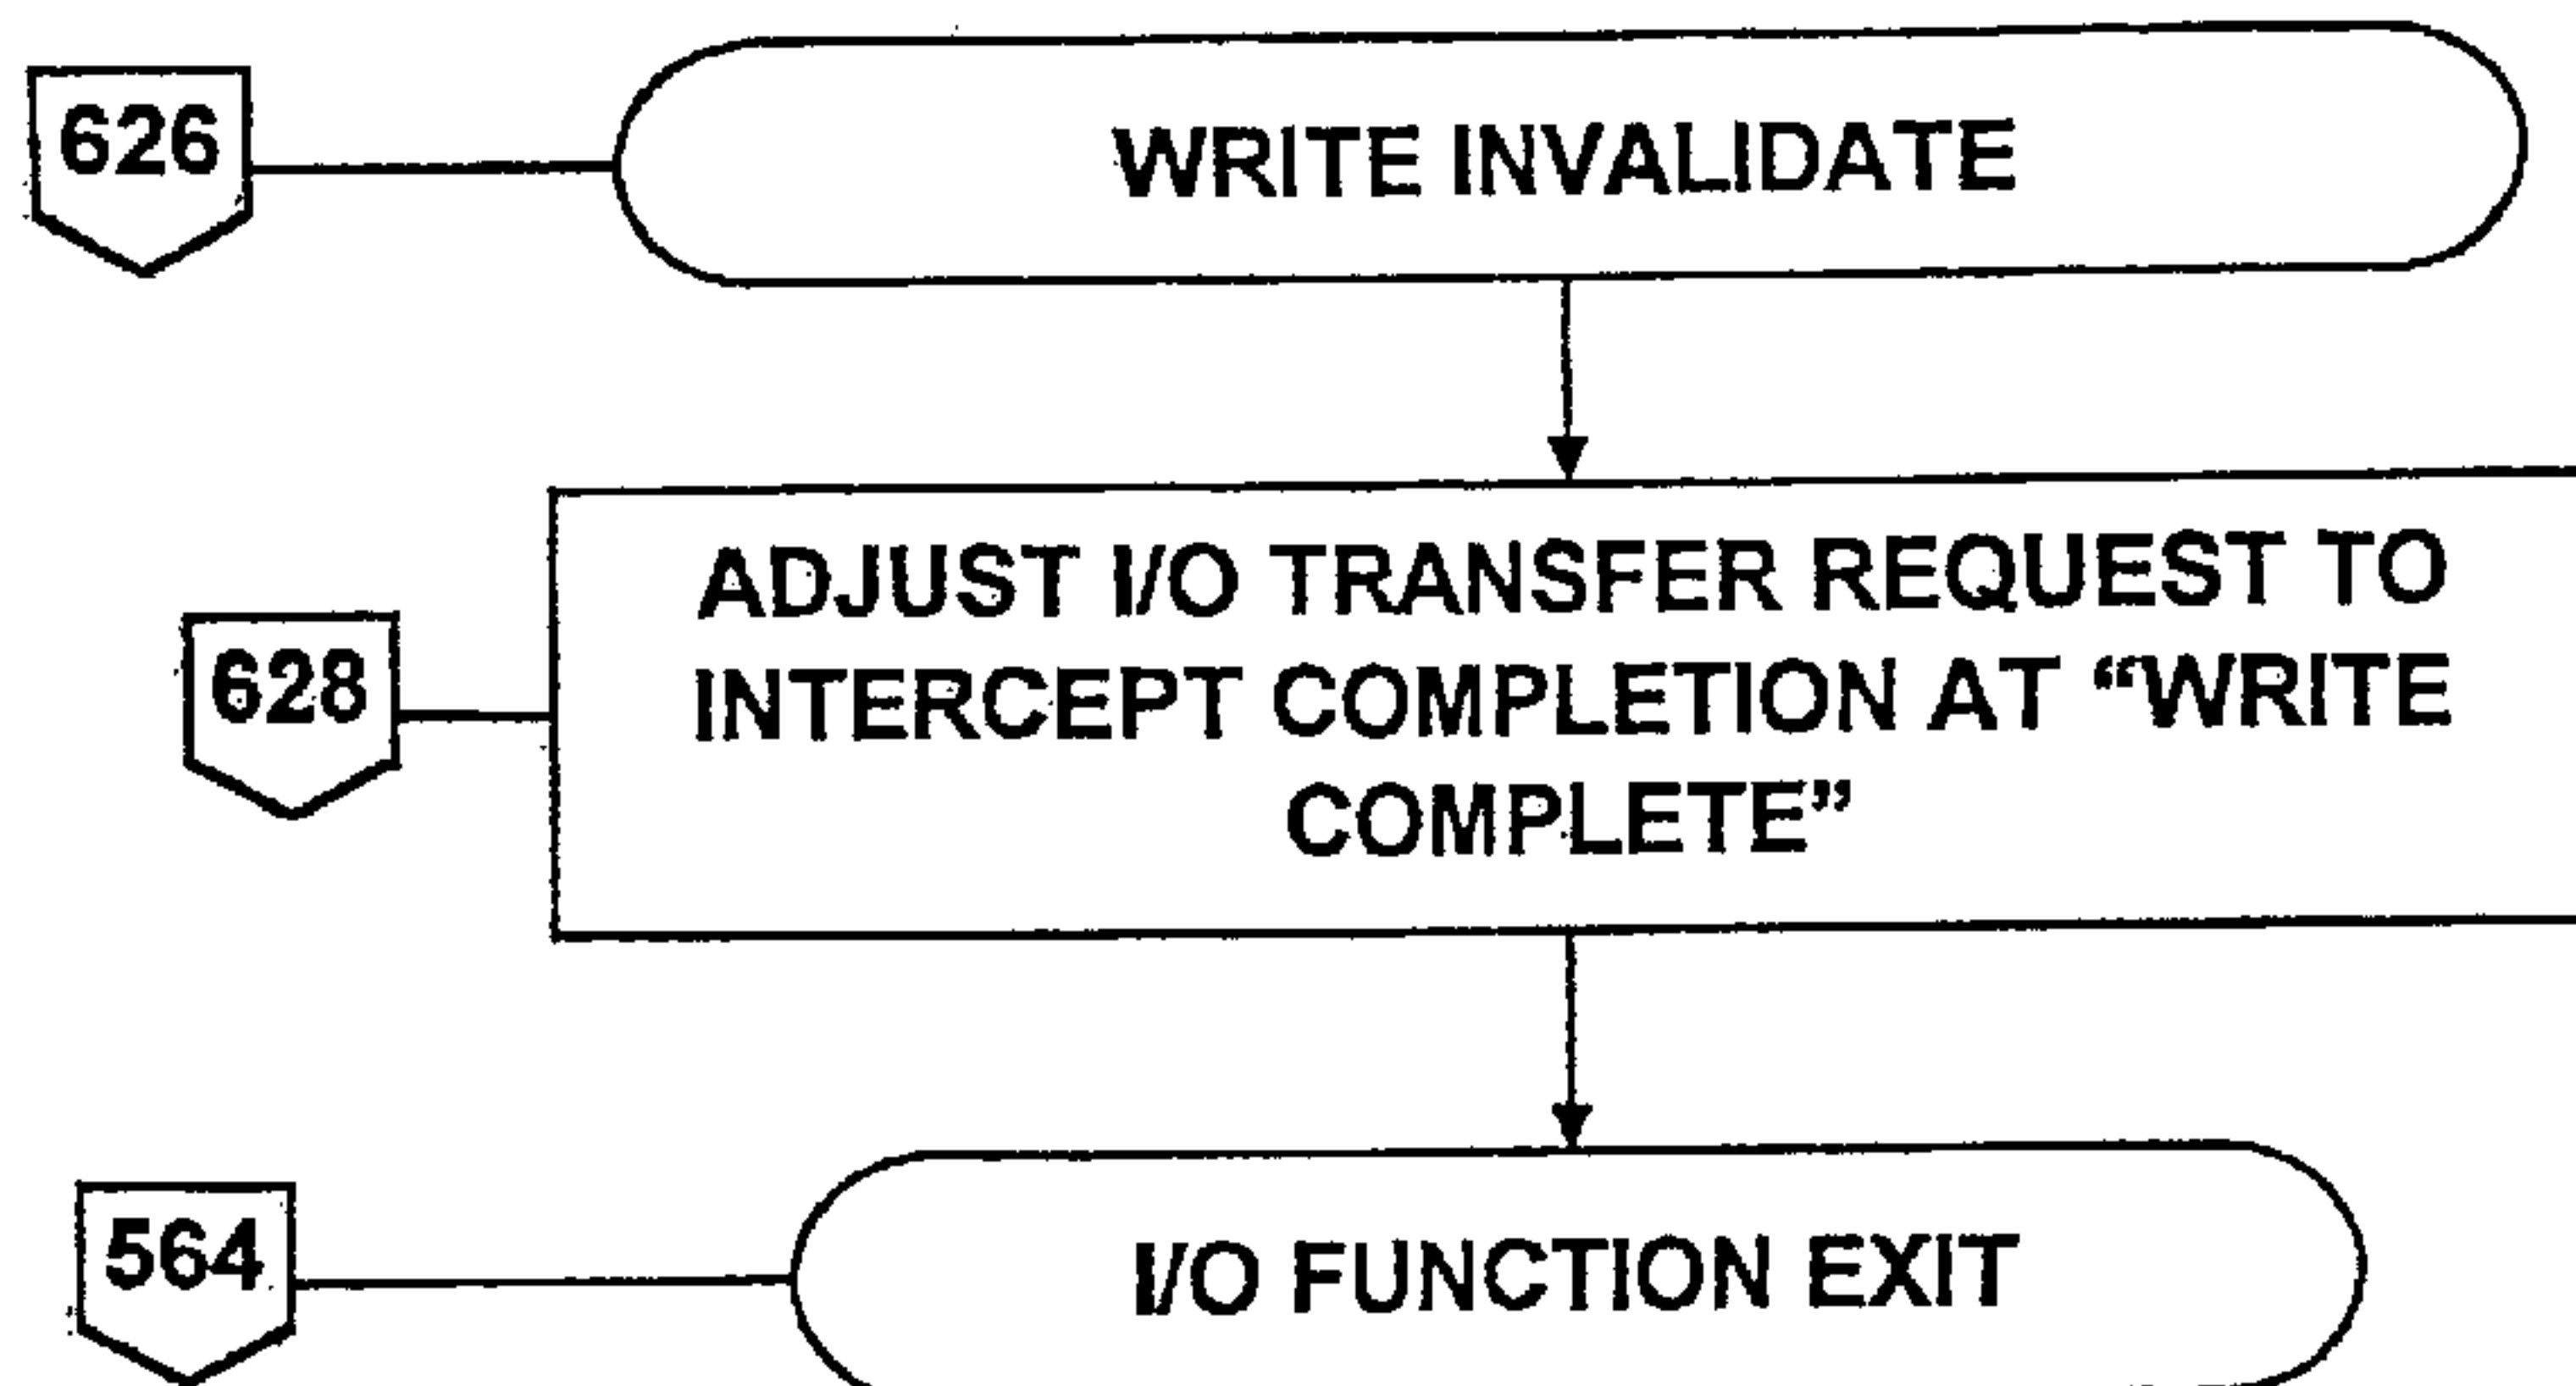 626
WRITE INVALIDATE
628
ADJUST I/O TRANSFER REQUEST TO
INTERCEPT COMPLETION AT “WRITE
COMPLETE”
564
I/O FUNCTION EXIT